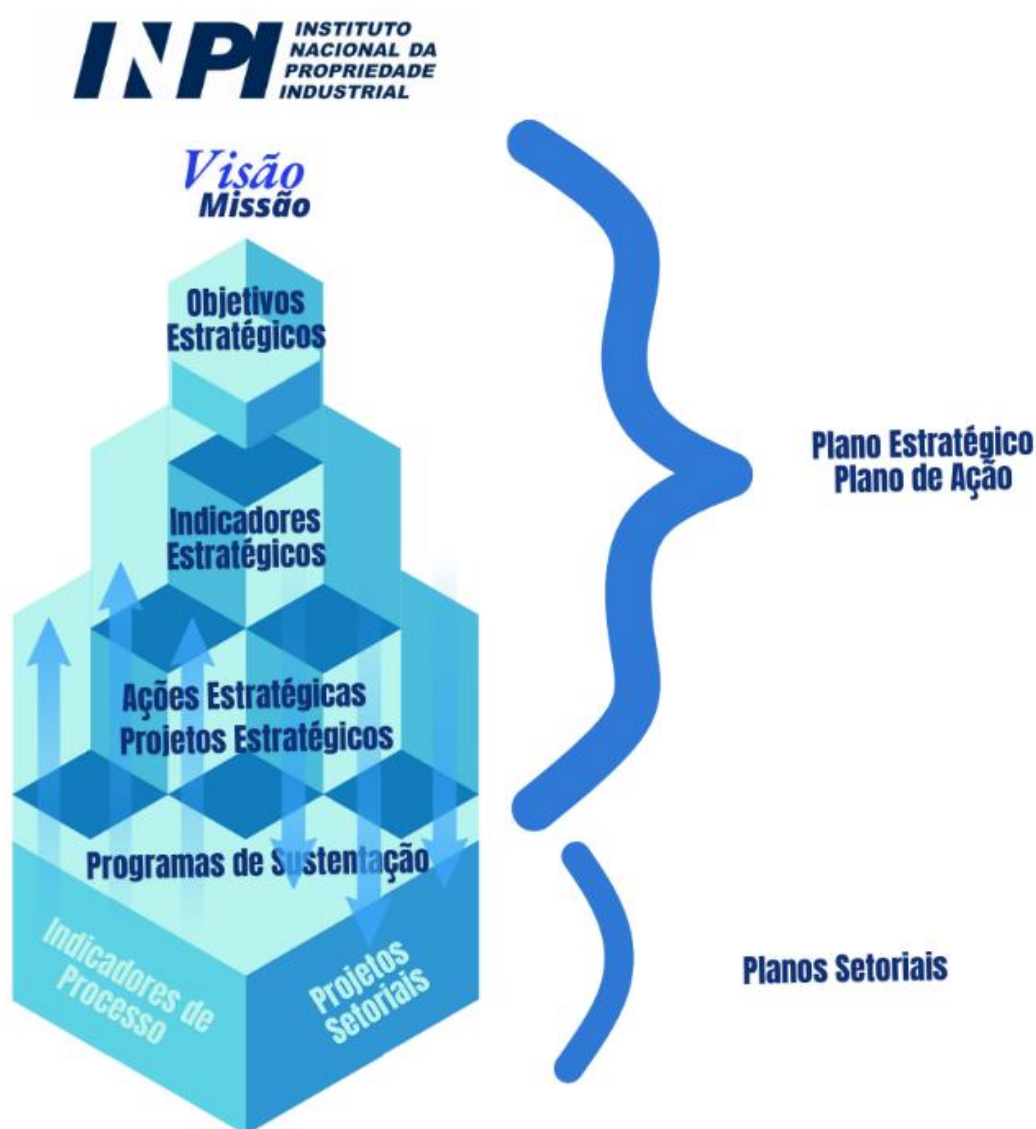 INPI
INSTITUTO
NACIONAL DA
PROPRIEDADE
INDUSTRIAL
Visão
Missão
Objetivos
Estratégicos
Indicadores
Estratégicos
Ações Estratégicas
Projetos Estratégicos
Programas de Sustentação
Indicadores de
Processo
Projetos
Setoriais
Plano Estratégico
Plano de Ação
Planos Setoriais